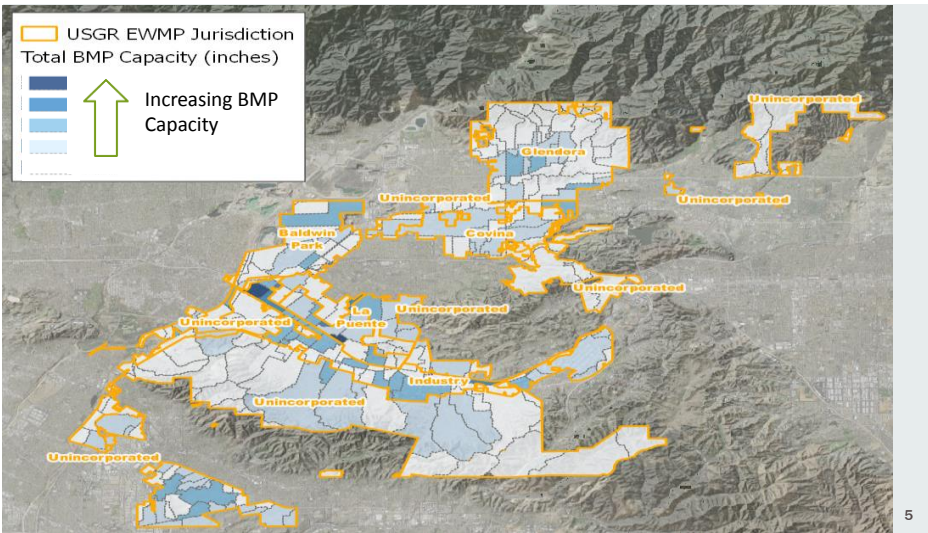 USGR EWMP Jurisdiction
Total BMP Capacity (inches)
Increasing BMP
Capacity
Unincorporated
Glendora
Unincorporated
Unincorporated
Covina
Baldwin
Park
Unincorporated
La
Puente
Unincorporated
Unincorporated
Industry
Unincorporated
Unincorporated
5